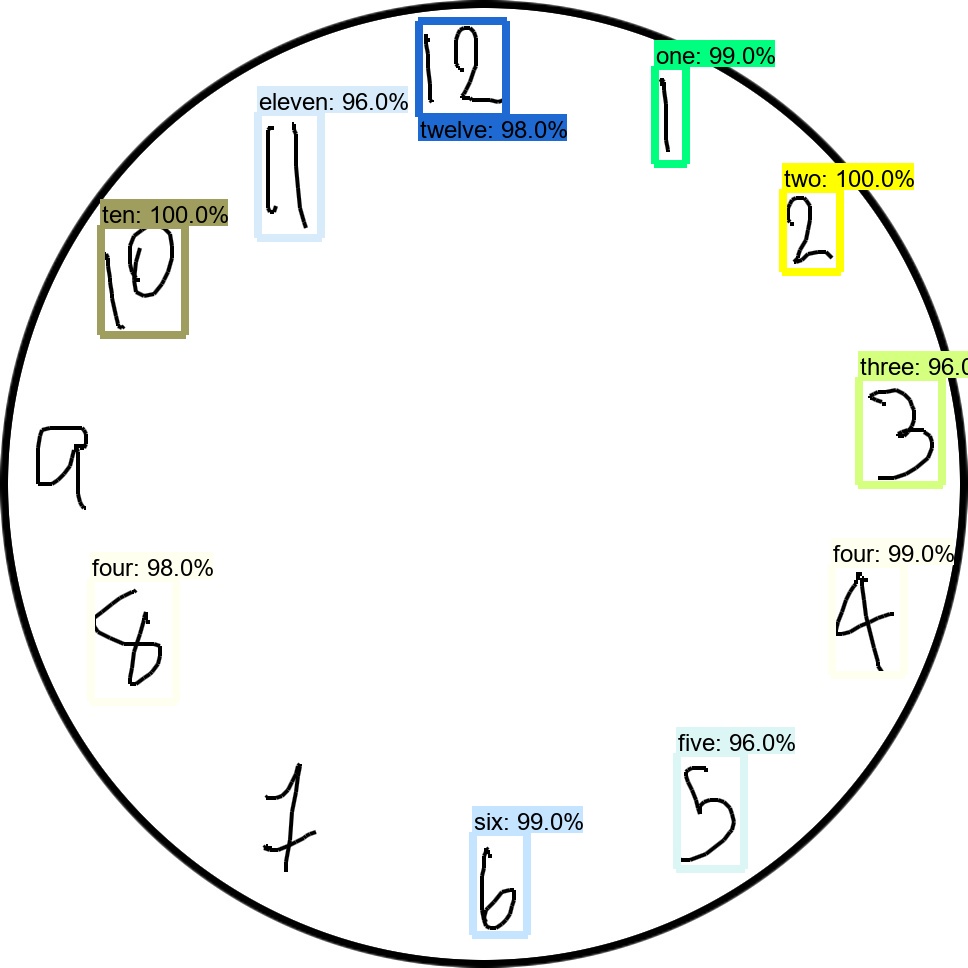 12
one: 99.0%
eleven: 96.0%
1
twelve: 98.0%
11
two: 100.0%
ten: 100.0%
2
10
three: 96.0
3
9
four: 99.0%
four: 98.0%
4
8
five: 96.0%
7
5
six: 99.0%
6